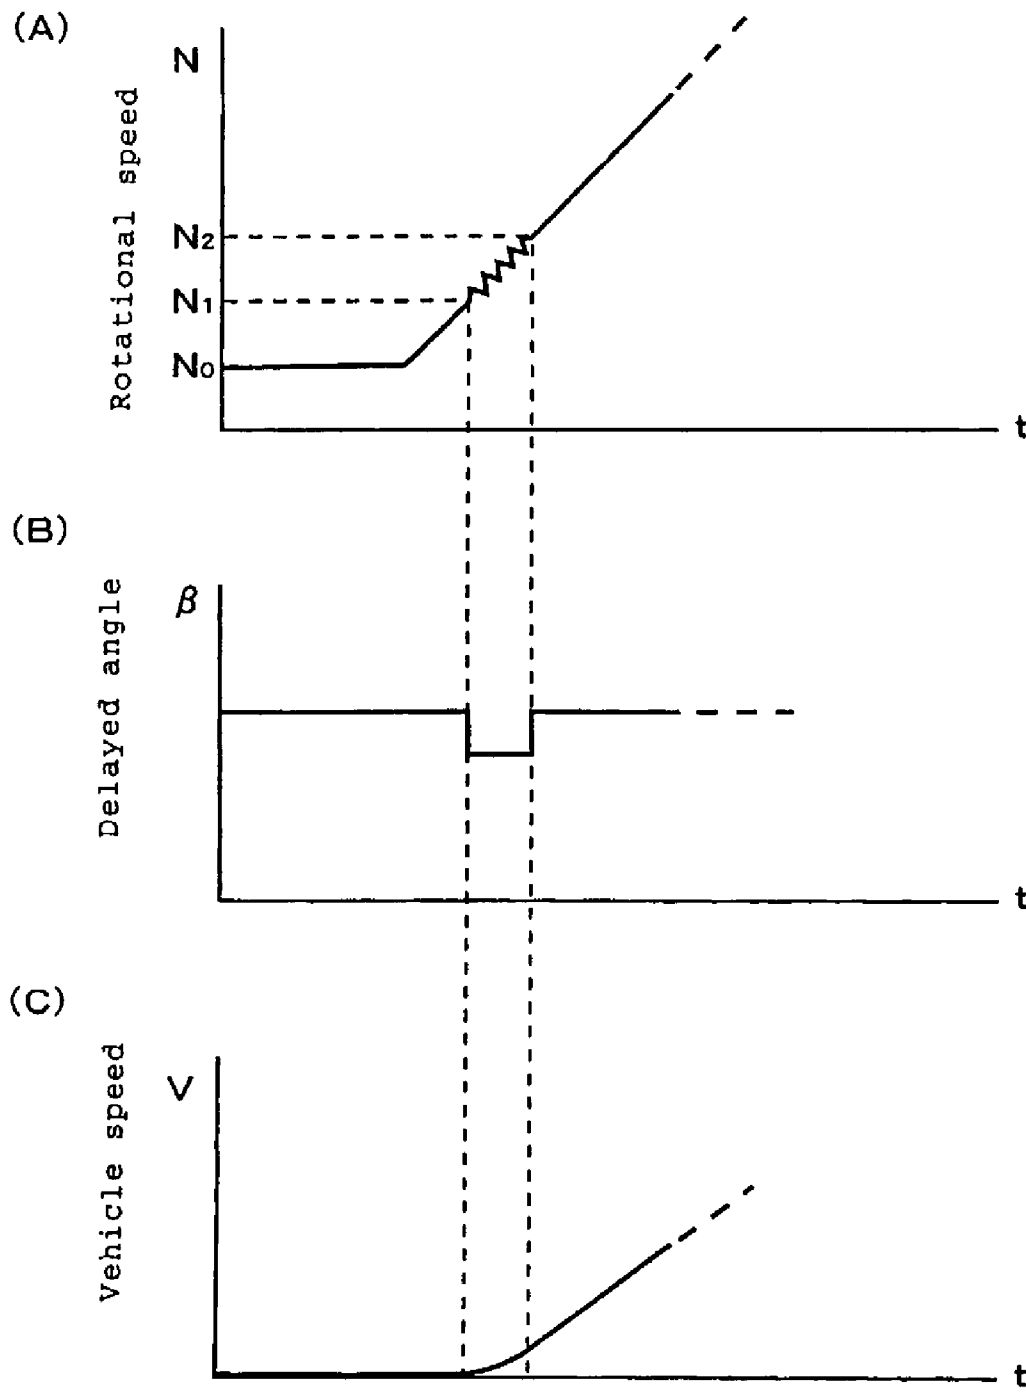 (A)
N
Rotational speed
N2
N1
N0
t
(B)
β
Delayed angle
t
(C)
V
Vehicle speed
t